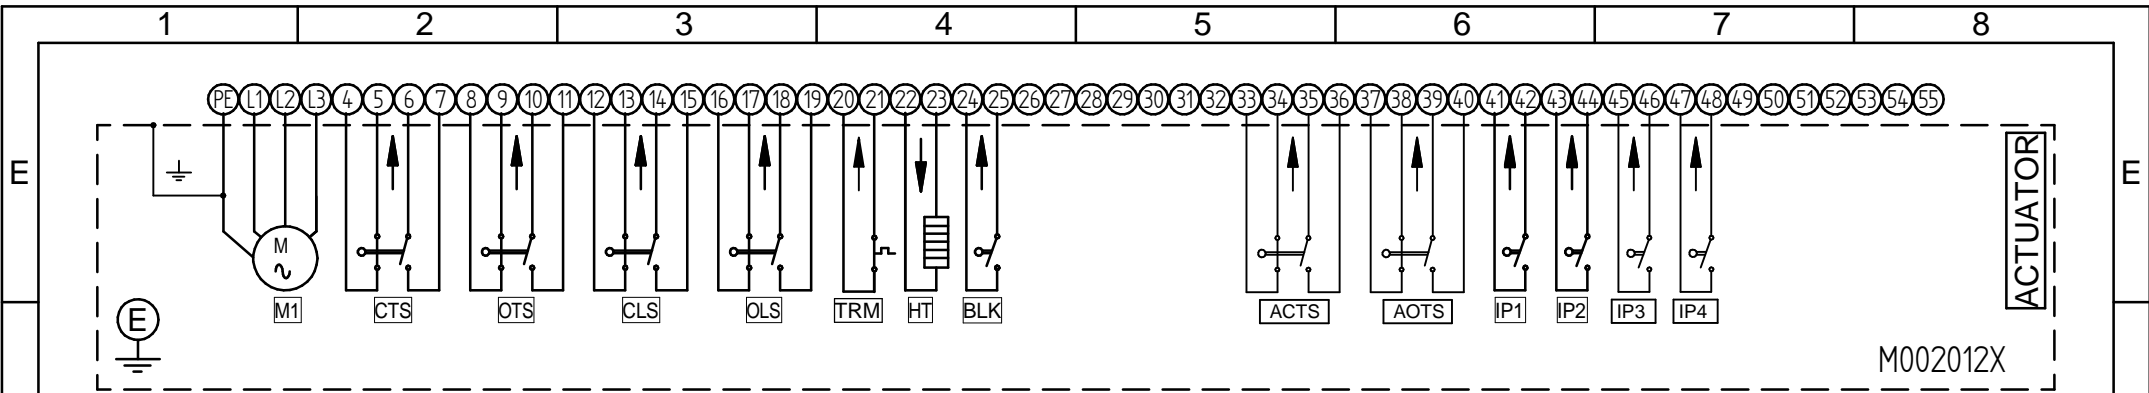 1 2 3 4 5 6 7 8
PE L1 L2 L3 4 5 6 7 8 9 10 11 12 13 14 15 16 17 18 19 20 21 22 23 24 25 26 27 28 29 30 31 32 33 34 35 36 37 38 39 40 41 42 43 44 45 46 47 48 49 50 51 52 53 54 55
E E
ACTUATOR
M
M1 CTS OTS CLS OLS TRM HT BLK ACTS AOTS IP1 IP2 IP3 IP4
E
M002012X